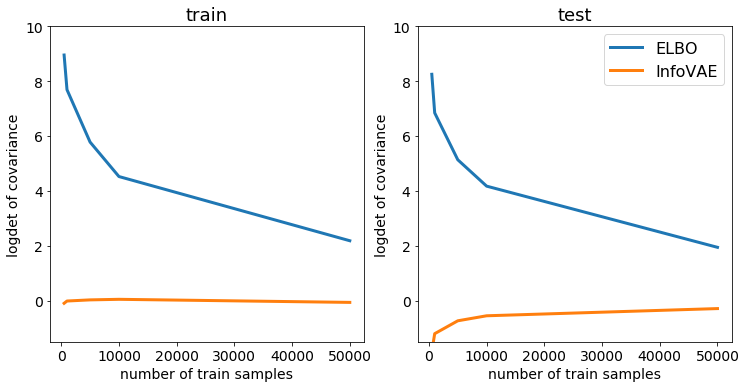 train
10
8
6
4
2
0
logdet of covariance
0 10000 20000 30000 40000 50000
number of train samples
test
10
8
6
4
2
0
logdet of covariance
0 10000 20000 30000 40000 50000
number of train samples
ELBO
InfoVAE